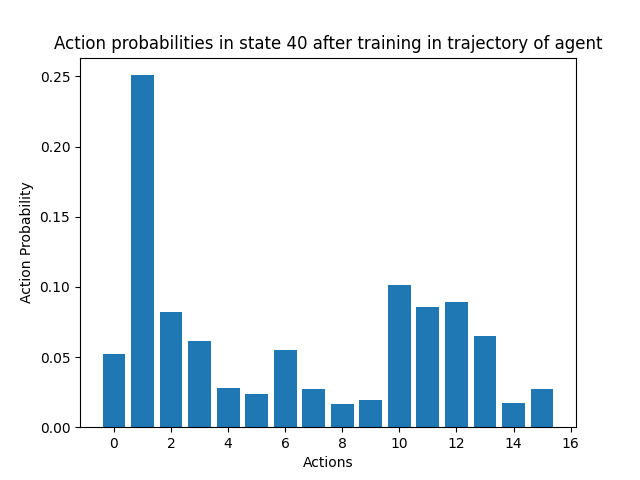 Action probabilities in state 40 after training in trajectory of agent
0.25
0.20
0.15
0.10
0.05
0.00
Action Probability
0 2 4 6 8 10 12 14 16
Actions